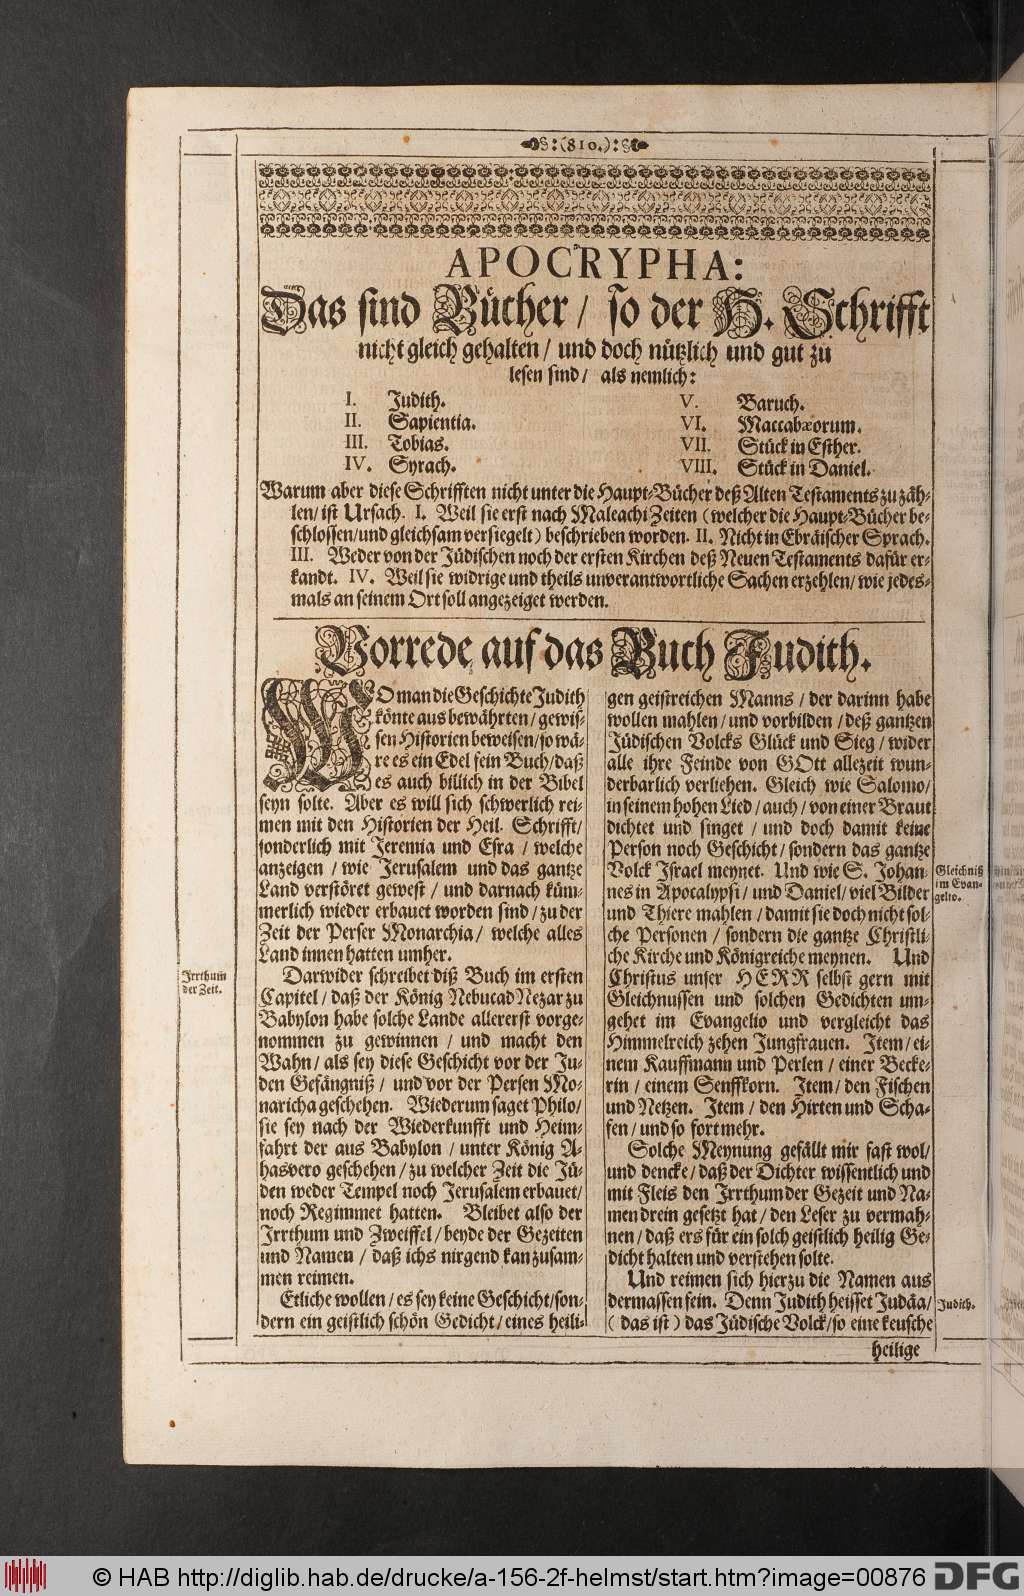 :(810.):
APOCRYPHA:
Das sind Bücher / so der H. Schrifft
nicht gleich gehalten / und doch nützlich und gut zu
lesen sind / als nemlich:
I. Judith.
II. Sapientia.
III. Tobias.
IV. Syrach.
V. Baruch.
VI. Maccabæorum.
VII. Stück in Esther.
VIII. Stück in Daniel.
Warum aber diese Schrifften nicht unter die Haupt-Bücher deß Alten Testaments zu zäh-
len / ist Ursach. I. Weil sie erst nach Maleachi Zeiten (welcher die Haupt-Bücher be-
schlossen / und gleichsam versiegelt) beschrieben worden. II. Nicht in Ebräischer Sprach.
III. Weder von der Jüdischen noch der ersten Kirchen deß Neuen Testaments dafür er-
kandt. IV. Weil sie widrige und theils unverantwortliche Sachen erzehlen / wie jedes-
mals an seinem Ort soll angezeiget werden.
Vorrede auf das Buch Judith.
WO man die Geschichte Judith
könte aus bewährten / gewis-
sen Historien beweisen / so wä-
re es ein Edel fein Buch / daß
es auch billich in der Bibel
seyn solte. Aber es will sich schwerlich rei-
men mit den Historien der Heil. Schrifft /
sonderlich mit Jeremia und Esra / welche
anzeigen / wie Jerusalem und das gantze
Land verstöret gewest / und darnach küm-
merlich wieder erbauet worden sind / zu der
Zeit der Perser Monarchia / welche alles
Land innen hatten umher.
Irrthum
der Zeit.
Darwider schreibet diß Buch im ersten
Capitel / daß der König NebucadNezar zu
Babylon habe solche Lande allererst vorge-
nommen zu gewinnen / und macht den
Wahn / als sey diese Geschicht vor der Ju-
den Gefängniß / und vor der Persen Mo-
naricha geschehen. Wiederum saget Philo /
sie sey nach der Wiederkunfft und Heim-
fahrt der aus Babylon / unter König A-
hasvero geschehen / zu welcher Zeit die Jü-
den weder Tempel noch Jerusalem erbauet /
noch Regimmet hatten. Bleibet also der
Irrthum und Zweiffel / beyde der Gezeiten
und Namen / daß ichs nirgend kan zusam-
men reimen.
Etliche wollen / es sey keine Geschicht / son-
dern ein geistlich schön Gedicht / eines heili-
gen geistreichen Manns / der darinn habe
wollen mahlen / und vorbilden / deß gantzen
Jüdischen Volcks Glück und Sieg / wider
alle ihre Feinde von GOtt allezeit wun-
derbarlich verliehen. Gleich wie Salomo /
in seinem hohen Lied / auch / von einer Braut
dichtet und singet / und doch damit keine
Person noch Geschicht / sondern das gantze
Volck Israel meynet. Und wie S. Johan-
nes in Apocalypsi / und Daniel / viel Bilder
und Thiere mahlen / damit sie doch nicht sol-
che Personen / sondern die gantze Christli-
che Kirche und Königreiche meynen. Und
Christus unser HERR selbst gern mit
Gleichnussen und solchen Gedichten um-
gehet im Evangelio und vergleicht das
Himmelreich zehen Jungfrauen. Item / ei-
nem Kauffmann und Perlen / einer Becke-
rin / einem Senffkorn. Item / den Fischen
und Netzen. Item / den Hirten und Scha-
fen / und so fort mehr.
Gleichniß
im Evan-
gelio.
Solche Meynung gefällt mir fast wol /
und dencke / daß der Dichter wissentlich und
mit Fleis den Irrthum der Gezeit und Na-
men drein gesetzt hat / den Leser zu vermah-
nen / daß ers für ein solch geistlich heilig Ge-
dicht halten und verstehen solte.
Und reimen sich hierzu die Namen aus
dermassen fein. Denn Judith heisset Judäa /
(das ist) das Jüdische Volck / so eine keusche
Judith.
heilige
© HAB http://diglib.hab.de/drucke/a-156-2f-helmst/start.htm?image=00876
DFG